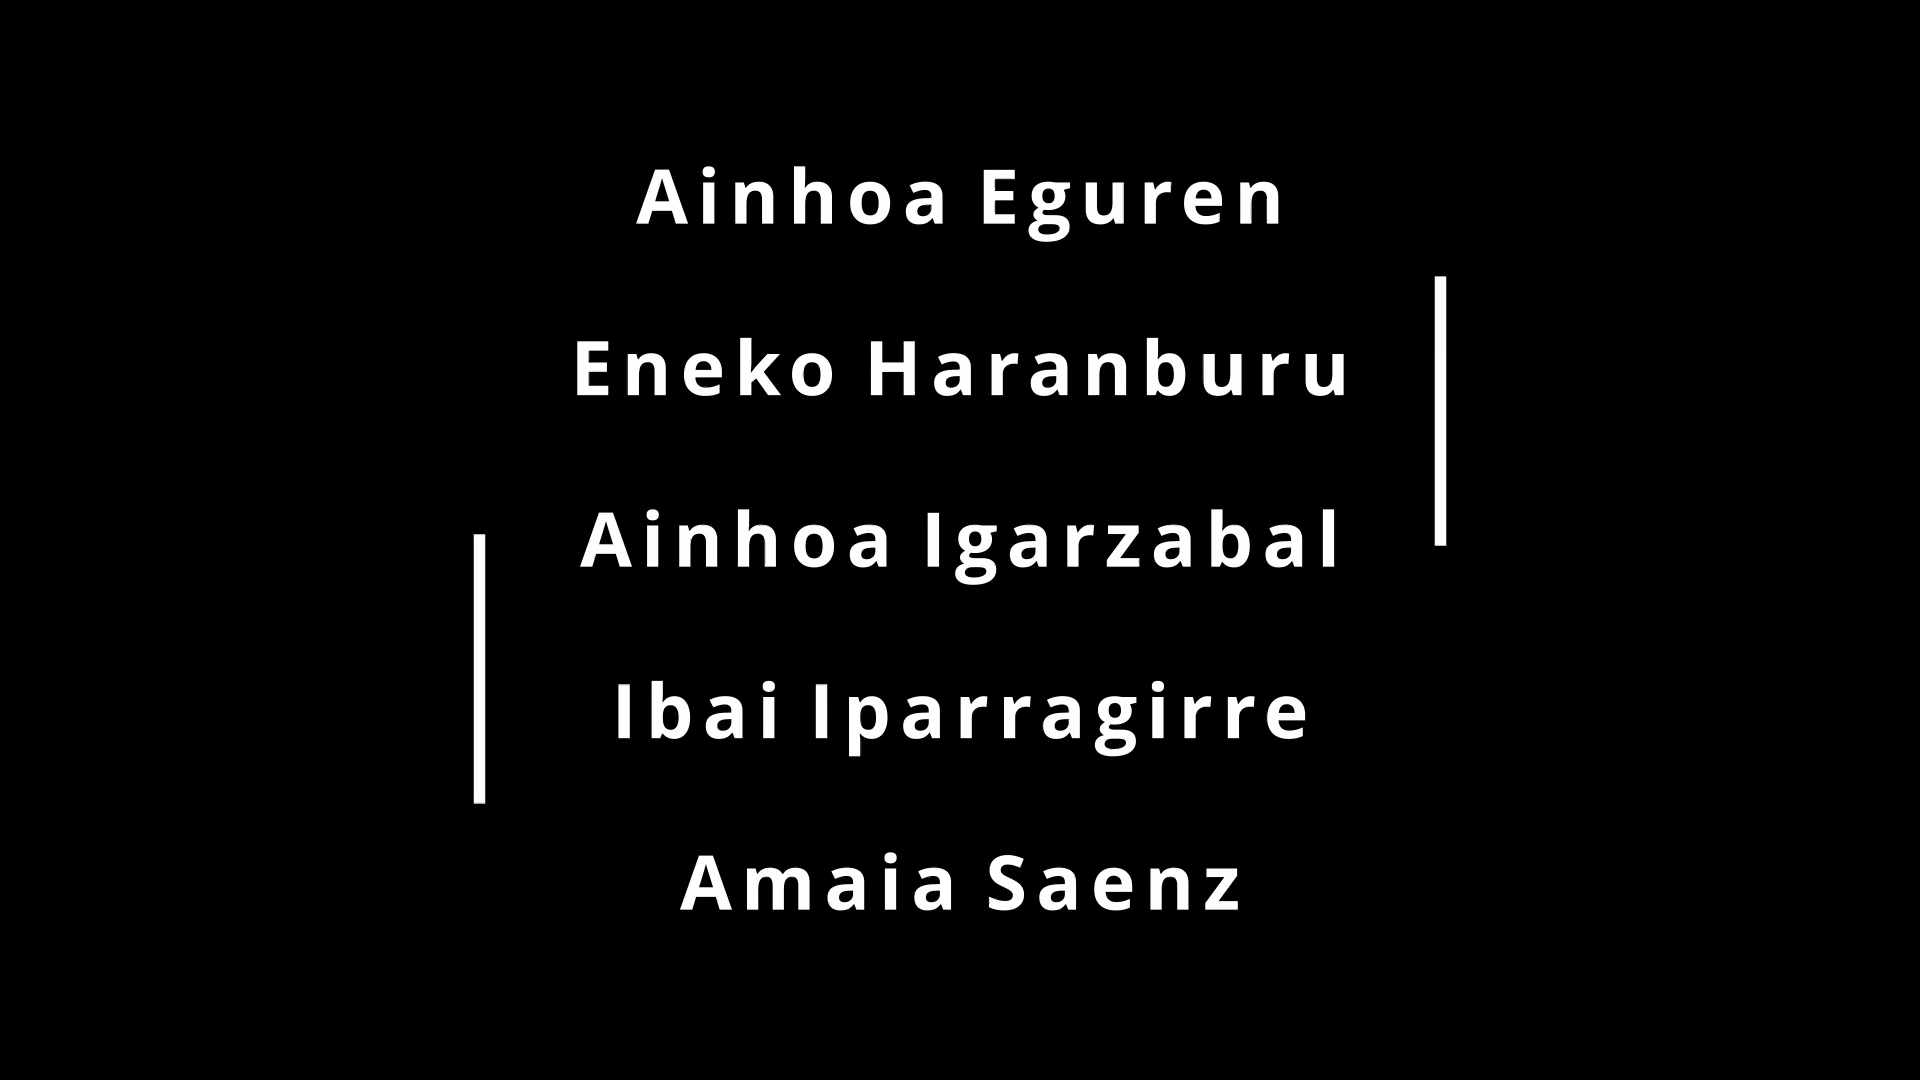 Ainhoa Eguren
Eneko Haranburu
Ainhoa Igarzabal
Ibai Iparragirre
Amaia Saenz